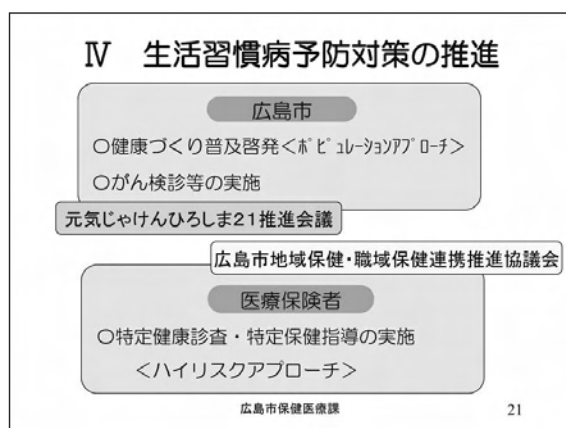 Ⅳ 生活習慣病予防対策の推進
広島市
○健康づくり普及啓発<ﾎﾟﾋﾟｭﾚｰｼｮﾝｱﾌﾟﾛｰﾁ>
○がん検診等の実施
元気じゃけんひろしま21推進会議
広島市地域保健・職域保健連携推進協議会
医療保険者
○特定健康診査・特定保健指導の実施
<ハイリスクアプローチ>
広島市保健医療課
21